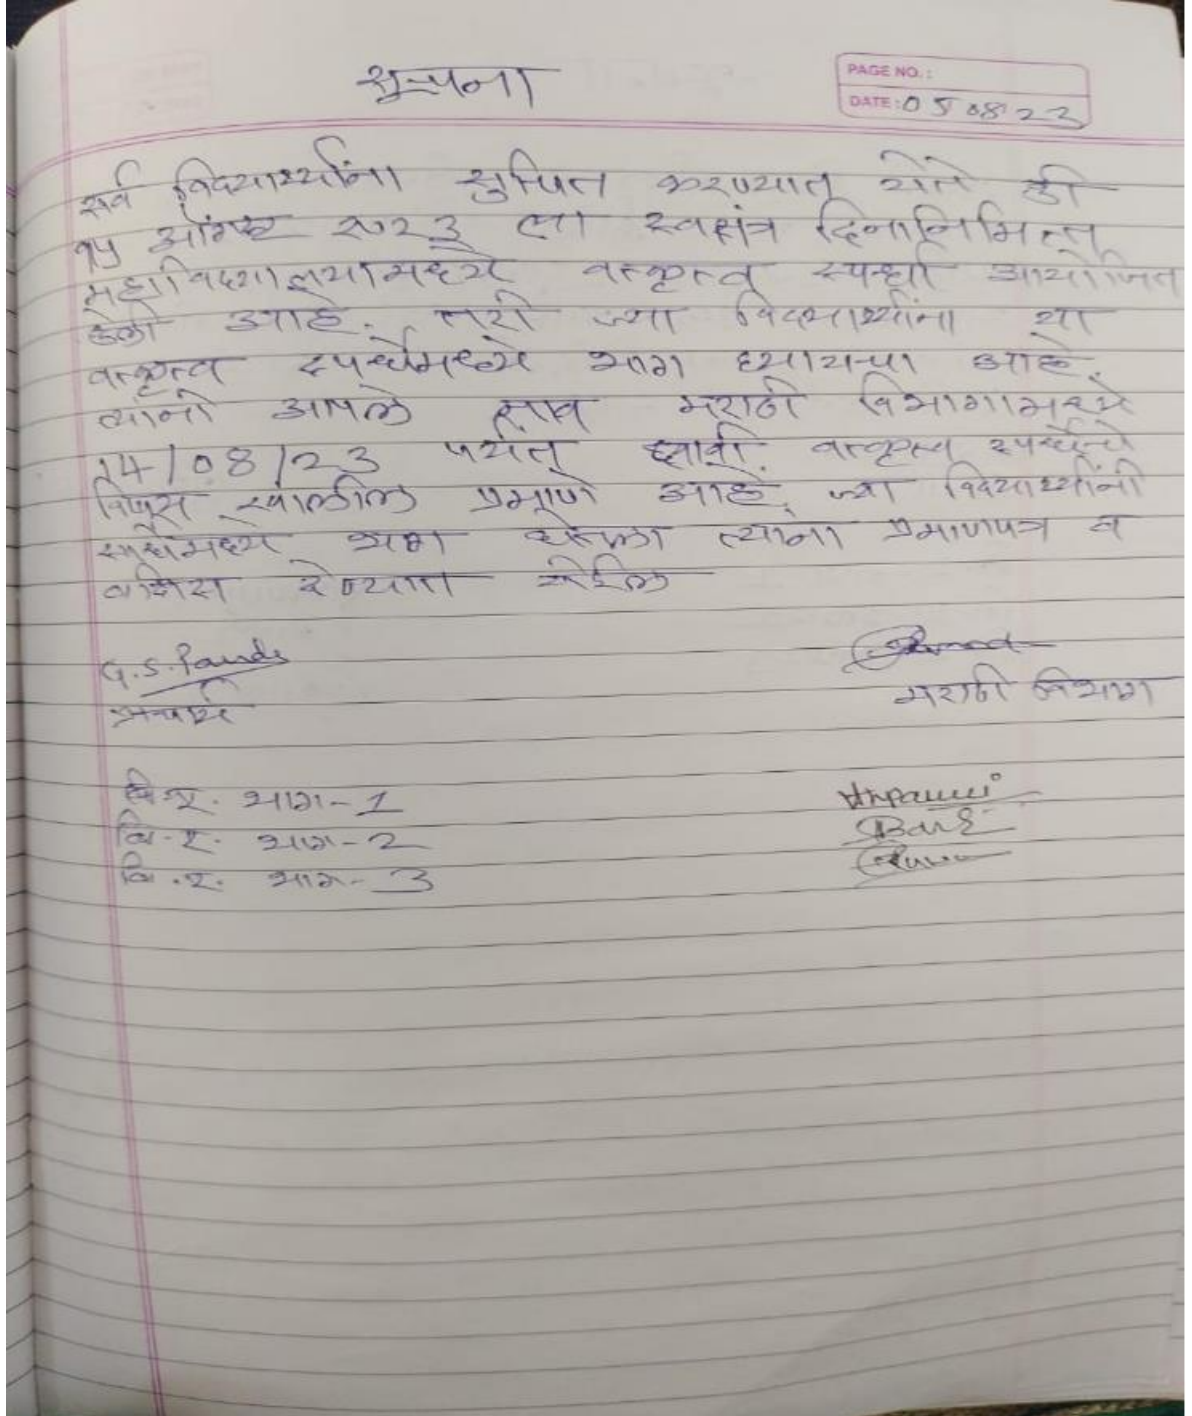 सूचना
PAGE NO.:
DATE: 05 08 23
सर्व विद्यार्थ्यांना सुचित करण्यात येते की
१५ ऑगस्ट २०२३ ला स्वतंत्र दिनानिमित्त
महाविद्यालयामध्ये वक्तृत्व स्पर्धा आयोजित
केली आहे. तरी ज्या विद्यार्थ्यांना या
वक्तृत्व स्पर्धेमध्ये भाग घ्यायचा आहे.
त्यांनी आपले नाव मराठी विभागामध्ये
14/08/23 पर्यंत द्यावी. वक्तृत्व स्पर्धेचे
विषय खालील प्रमाणे आहे. ज्या विद्यार्थ्यांनी
स्पर्धेमध्ये भाग घेतला त्यांना प्रमाणपत्र व
बक्षिस देण्यात येईल
G.S. Pande
प्राचार्य
मराठी विभाग
वि.ए. भाग-1
बि.ए. भाग-2
बि.ए. भाग-3